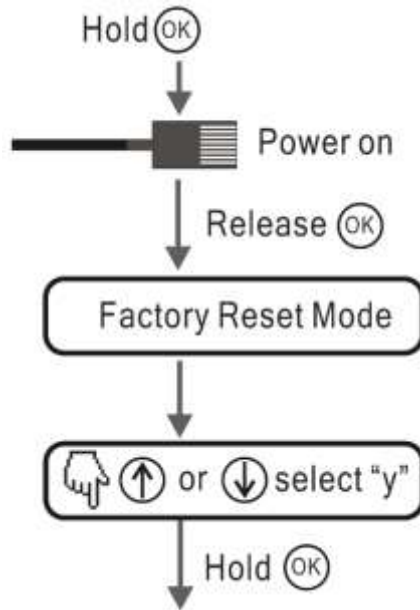 Hold OK
Power on
Release OK
Factory Reset Mode
↑ or ↓ select “y”
Hold OK